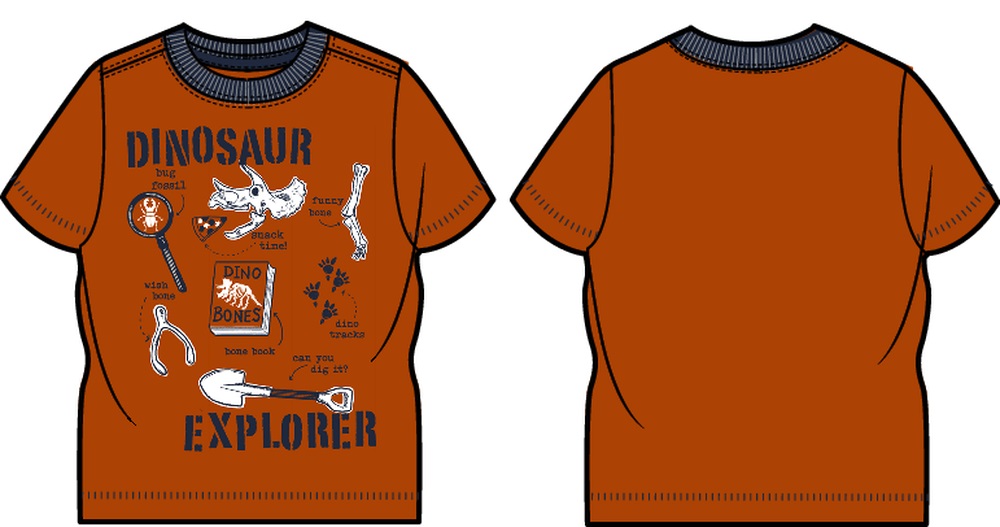 DINOSAUR
bug
fossil
funny
bone
snack
time!
DINO
BONES
wish
bone
dino
tracks
bone book
can you
dig it?
EXPLORER